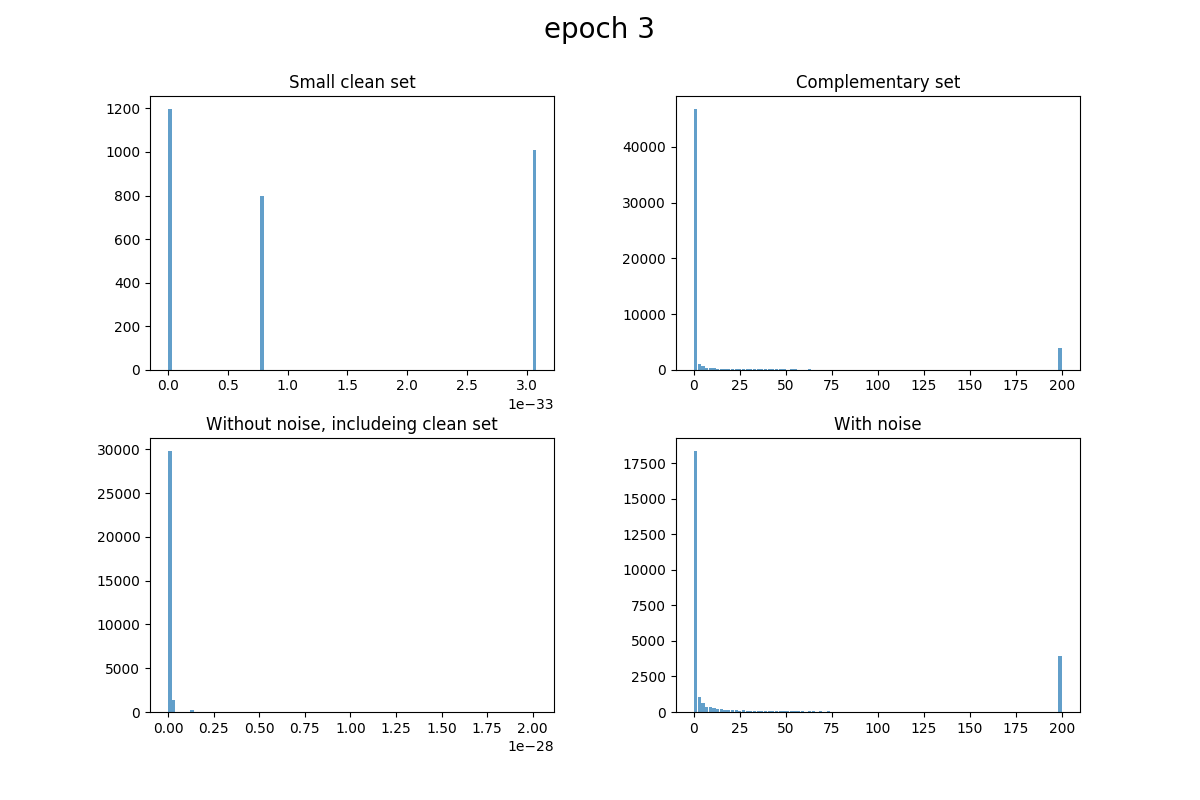 epoch 3
Small clean set
1200
1000
800
600
400
200
0
0.0 0.5 1.0 1.5 2.0 2.5 3.0
1e−33
Complementary set
40000
30000
20000
10000
0
0 25 50 75 100 125 150 175 200
Without noise, includeing clean set
30000
25000
20000
15000
10000
5000
0
0.00 0.25 0.50 0.75 1.00 1.25 1.50 1.75 2.00
1e−28
With noise
17500
15000
12500
10000
7500
5000
2500
0
0 25 50 75 100 125 150 175 200